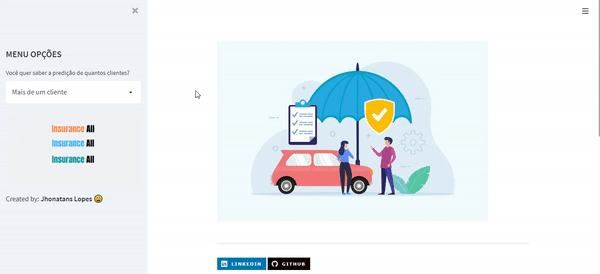 MENU OPÇÕES
Você quer saber a predição de quantos clientes?
Mais de um cliente
Insurance All
Insurance All
Insurance All
Created by: Jhonatans Lopes
LINKEDIN
GITHUB